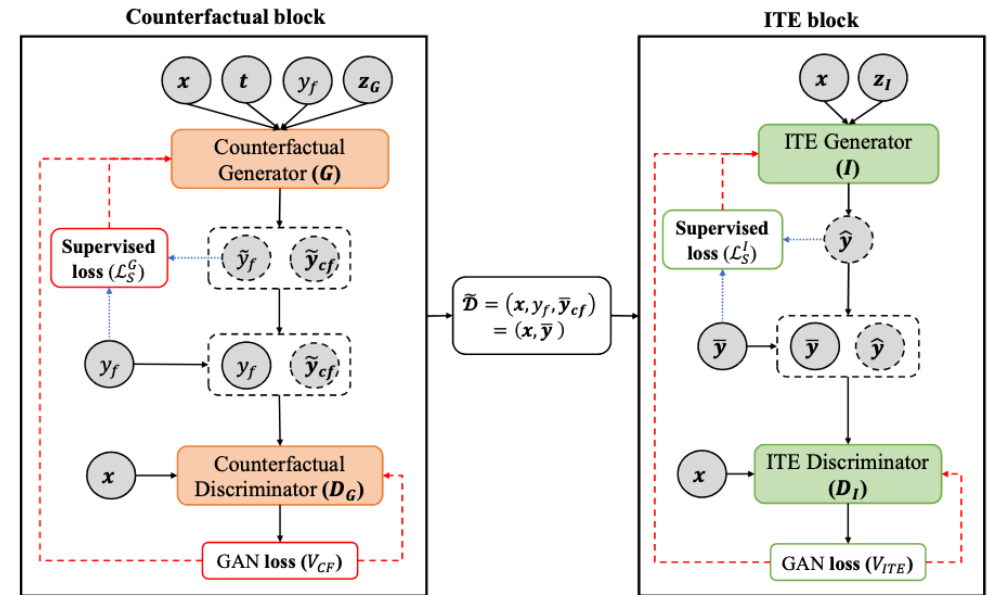 Counterfactual block
x t y_f z_G
Counterfactual
Generator (G)
Supervised
loss (ℒ_S^G)
ỹ_f ỹ_cf
y_f
y_f ỹ_cf
x
Counterfactual
Discriminator (D_G)
GAN loss (V_CF)
𝒟̃ = (x, y_f, ȳ_cf)
= (x, ȳ )
ITE block
x z_I
ITE Generator
(I)
Supervised
loss (ℒ_S^I)
ŷ
ȳ
ȳ ŷ
x
ITE Discriminator
(D_I)
GAN loss (V_ITE)